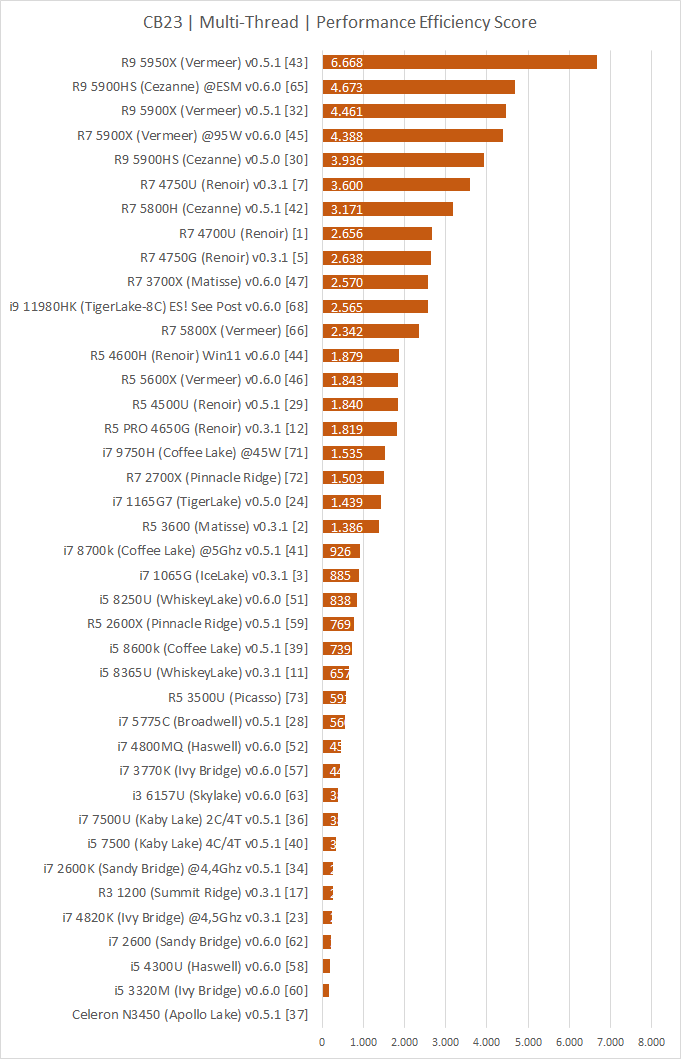 CB23 | Multi-Thread | Performance Efficiency Score
R9 5950X (Vermeer) v0.5.1 [43] 6.668
R9 5900HS (Cezanne) @ESM v0.6.0 [65] 4.673
R9 5900X (Vermeer) v0.5.1 [32] 4.461
R7 5900X (Vermeer) @95W v0.6.0 [45] 4.388
R9 5900HS (Cezanne) v0.5.0 [30] 3.936
R7 4750U (Renoir) v0.3.1 [7] 3.600
R7 5800H (Cezanne) v0.5.1 [42] 3.171
R7 4700U (Renoir) [1] 2.656
R7 4750G (Renoir) v0.3.1 [5] 2.638
R7 3700X (Matisse) v0.6.0 [47] 2.570
i9 11980HK (TigerLake-8C) ES! See Post v0.6.0 [68] 2.565
R7 5800X (Vermeer) [66] 2.342
R5 4600H (Renoir) Win11 v0.6.0 [44] 1.879
R5 5600X (Vermeer) v0.6.0 [46] 1.843
R5 4500U (Renoir) v0.5.1 [29] 1.840
R5 PRO 4650G (Renoir) v0.3.1 [12] 1.819
i7 9750H (Coffee Lake) @45W [71] 1.535
R7 2700X (Pinnacle Ridge) [72] 1.503
i7 1165G7 (TigerLake) v0.5.0 [24] 1.439
R5 3600 (Matisse) v0.3.1 [2] 1.386
i7 8700k (Coffee Lake) @5Ghz v0.5.1 [41] 926
i7 1065G (IceLake) v0.3.1 [3] 885
i5 8250U (WhiskeyLake) v0.6.0 [51] 838
R5 2600X (Pinnacle Ridge) v0.5.1 [59] 769
i5 8600k (Coffee Lake) v0.5.1 [39] 739
i5 8365U (WhiskeyLake) v0.3.1 [11] 657
R5 3500U (Picasso) [73]
i7 5775C (Broadwell) v0.5.1 [28]
i7 4800MQ (Haswell) v0.6.0 [52]
i7 3770K (Ivy Bridge) v0.6.0 [57]
i3 6157U (Skylake) v0.6.0 [63]
i7 7500U (Kaby Lake) 2C/4T v0.5.1 [36]
i5 7500 (Kaby Lake) 4C/4T v0.5.1 [40]
i7 2600K (Sandy Bridge) @4,4Ghz v0.5.1 [34]
R3 1200 (Summit Ridge) v0.3.1 [17]
i7 4820K (Ivy Bridge) @4,5Ghz v0.3.1 [23]
i7 2600 (Sandy Bridge) v0.6.0 [62]
i5 4300U (Haswell) v0.6.0 [58]
i5 3320M (Ivy Bridge) v0.6.0 [60]
Celeron N3450 (Apollo Lake) v0.5.1 [37]
0 1.000 2.000 3.000 4.000 5.000 6.000 7.000 8.000